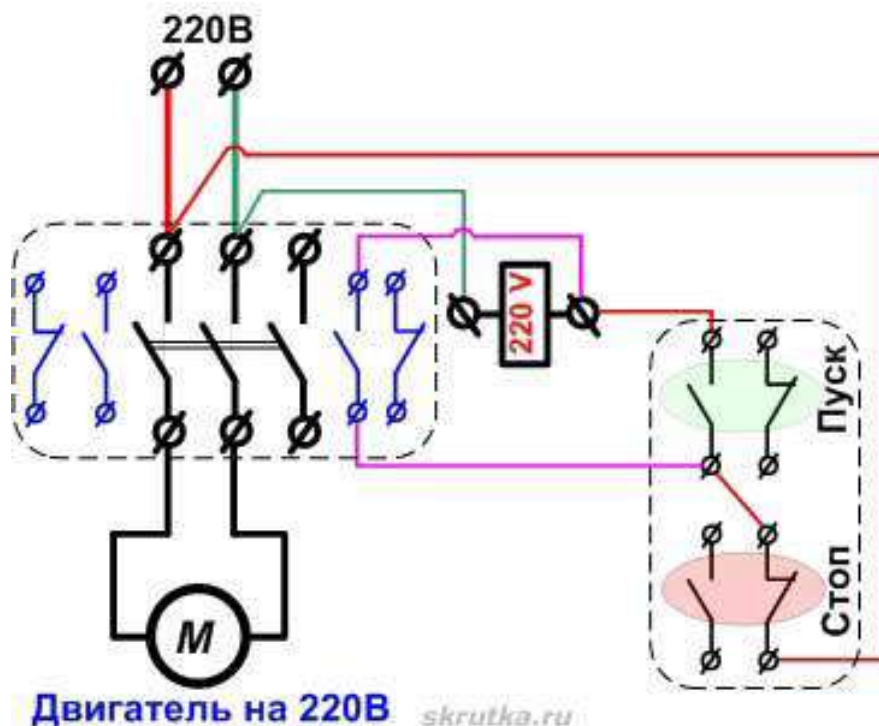 220В
220 V
Пуск
Стоп
M
Двигатель на 220В
skrutka.ru